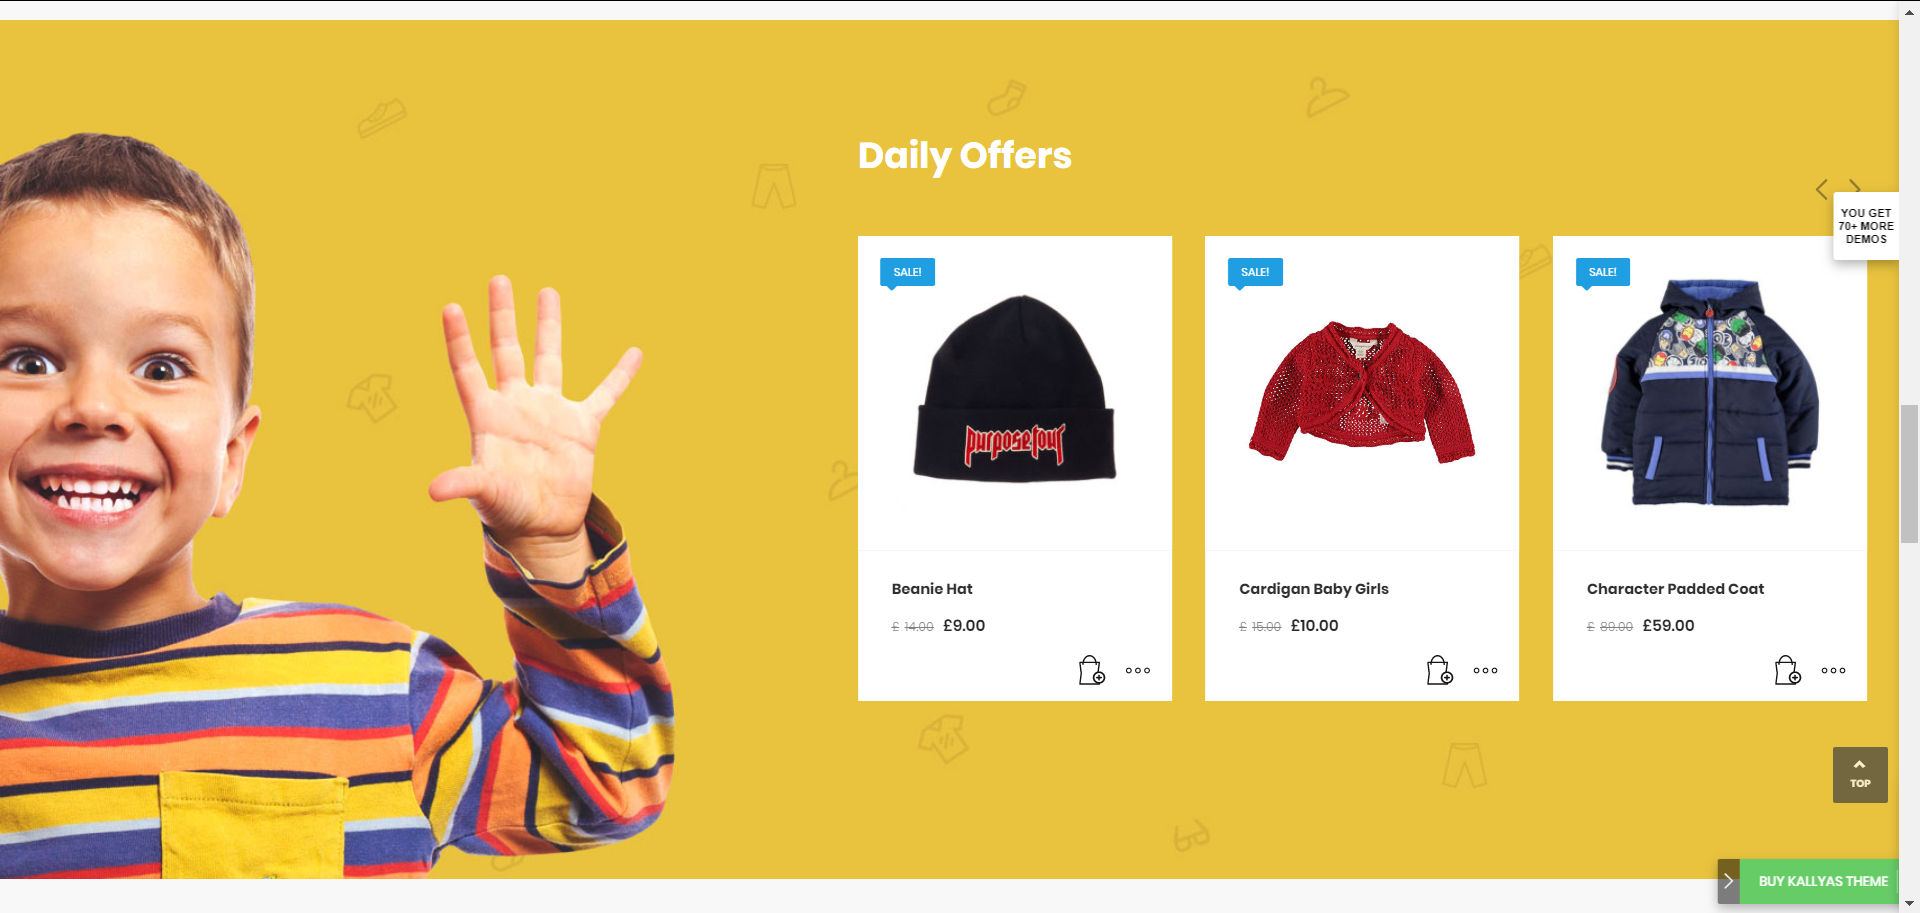 Daily Offers
YOU GET
70+ MORE
DEMOS
SALE!
SALE!
SALE!
purpose tour
Beanie Hat
Cardigan Baby Girls
Character Padded Coat
£ 14.00 £9.00
£ 15.00 £10.00
£ 89.00 £59.00
TOP
BUY KALLYAS THEME